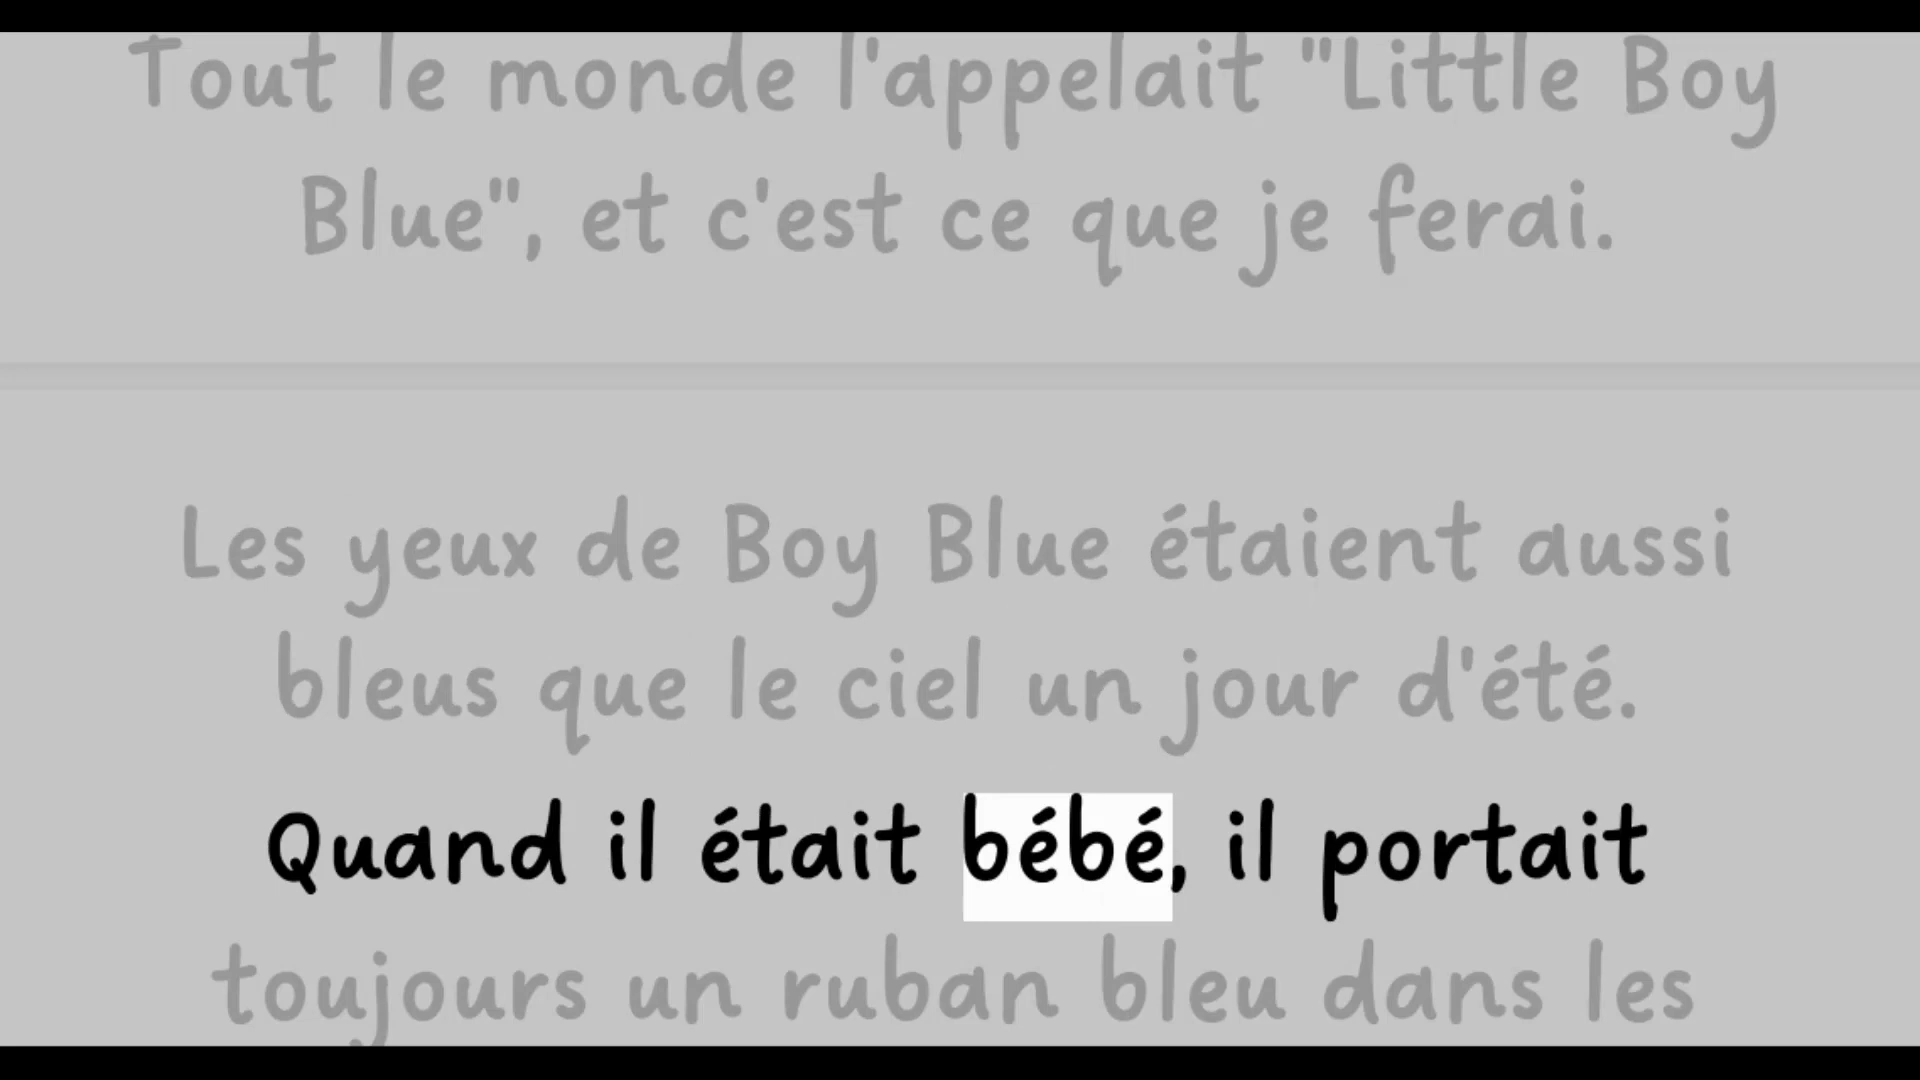 Tout le monde l'appelait "Little Boy
Blue", et c'est ce que je ferai.
Les yeux de Boy Blue étaient aussi
bleus que le ciel un jour d'été.
Quand il était bébé, il portait
toujours un ruban bleu dans les